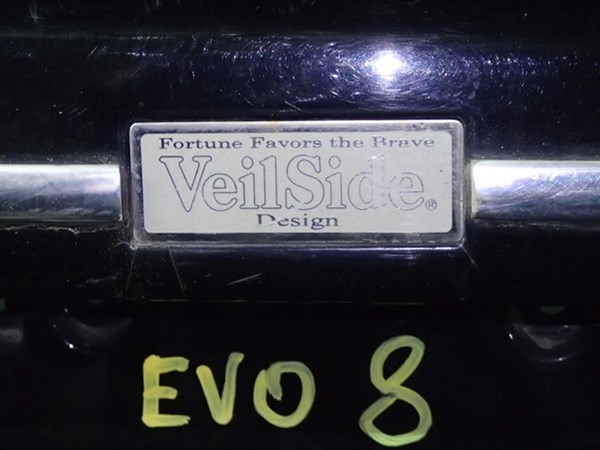 Fortune Favors the Brave
VeilSide®
Design
EVO 8